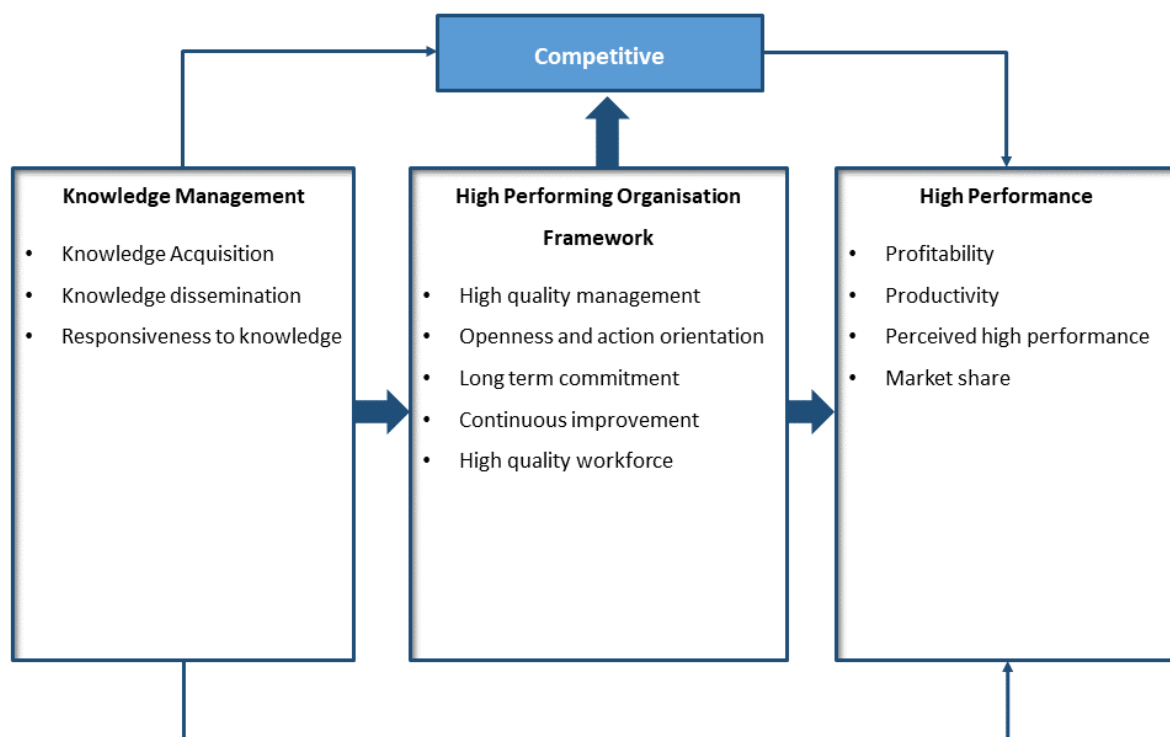 Competitive
Knowledge Management
• Knowledge Acquisition
• Knowledge dissemination
• Responsiveness to knowledge
High Performing Organisation
Framework
• High quality management
• Openness and action orientation
• Long term commitment
• Continuous improvement
• High quality workforce
High Performance
• Profitability
• Productivity
• Perceived high performance
• Market share